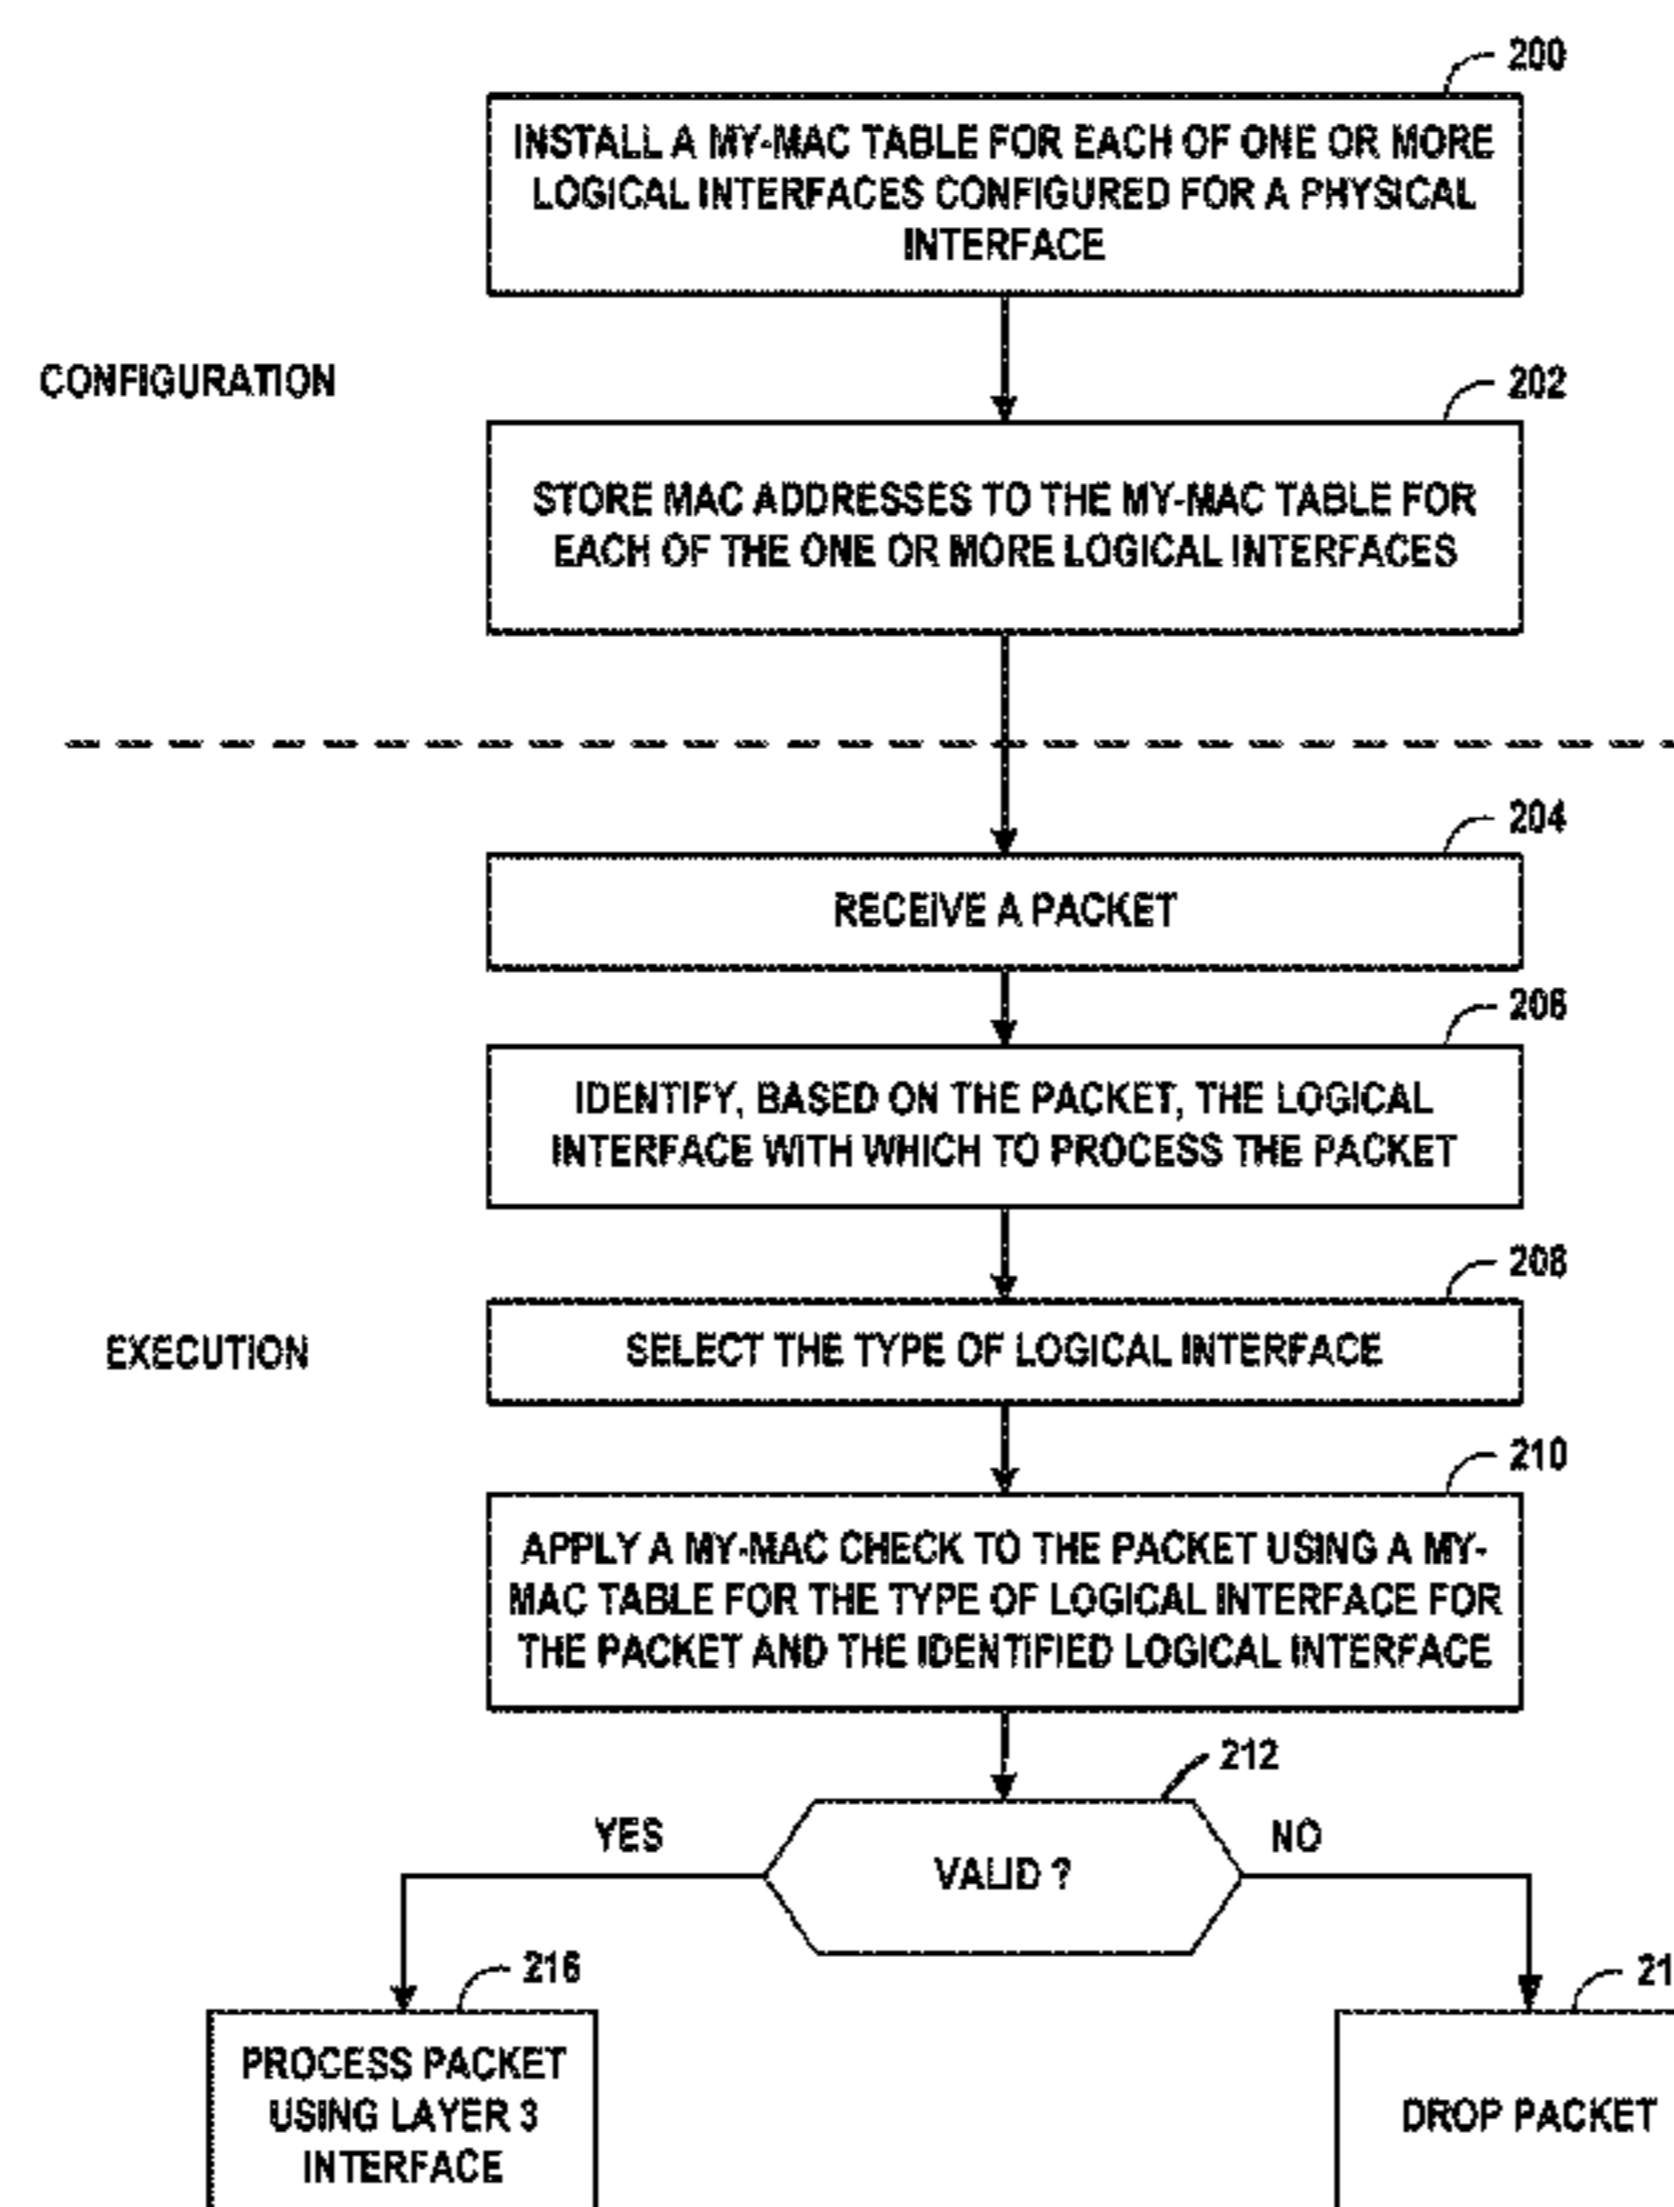 200
INSTALL A MY-MAC TABLE FOR EACH OF ONE OR MORE
LOGICAL INTERFACES CONFIGURED FOR A PHYSICAL
INTERFACE
CONFIGURATION
202
STORE MAC ADDRESSES TO THE MY-MAC TABLE FOR
EACH OF THE ONE OR MORE LOGICAL INTERFACES
204
RECEIVE A PACKET
206
IDENTIFY, BASED ON THE PACKET, THE LOGICAL
INTERFACE WITH WHICH TO PROCESS THE PACKET
208
EXECUTION
SELECT THE TYPE OF LOGICAL INTERFACE
210
APPLY A MY-MAC CHECK TO THE PACKET USING A MY-
MAC TABLE FOR THE TYPE OF LOGICAL INTERFACE FOR
THE PACKET AND THE IDENTIFIED LOGICAL INTERFACE
212
YES
NO
VALID ?
216
PROCESS PACKET
USING LAYER 3
INTERFACE
DROP PACKET